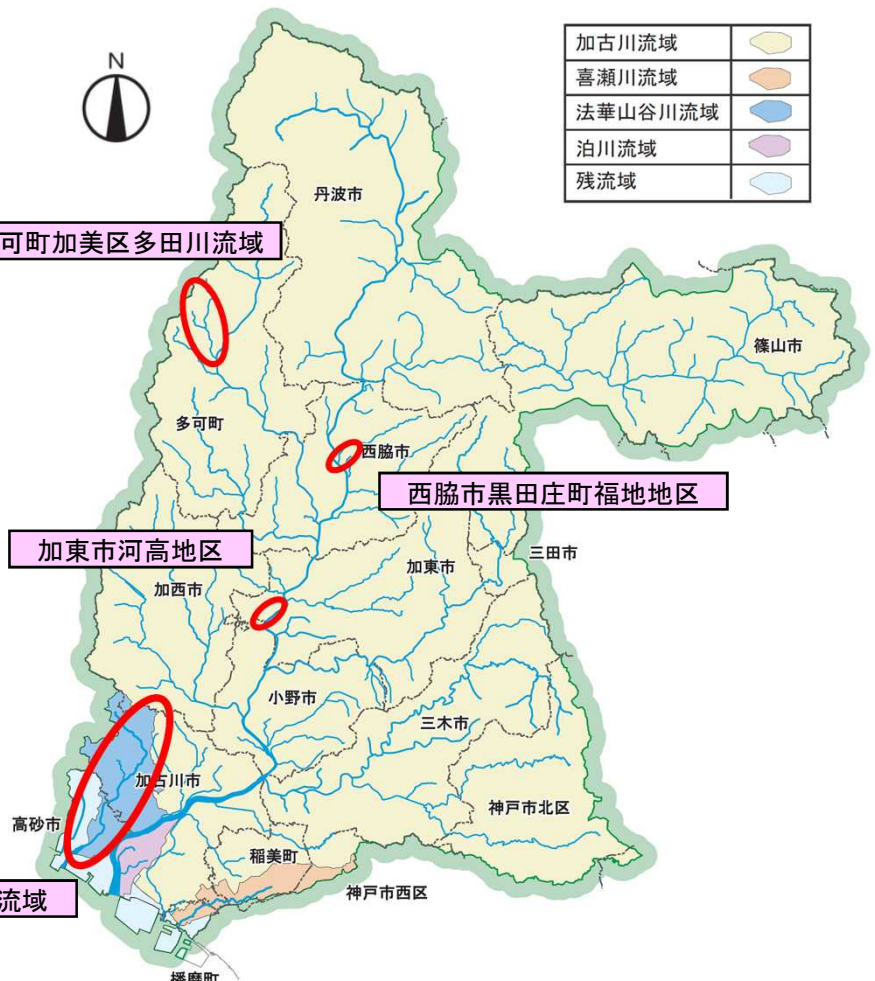 N
加古川流域
喜瀬川流域
法華山谷川流域
泊川流域
残流域
丹波市
可町加美区多田川流域
篠山市
多可町
西脇市
西脇市黒田庄町福地地区
加東市河高地区
三田市
加東市
加西市
小野市
三木市
加古川市
神戸市北区
高砂市
稲美町
流域
神戸市西区
播磨町